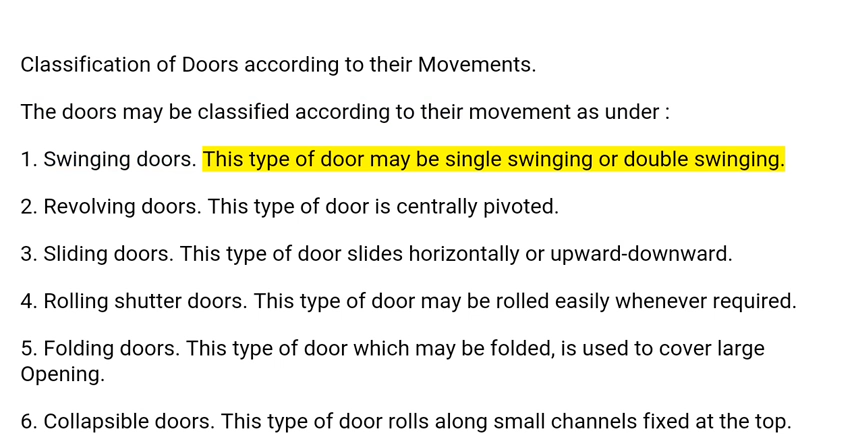 Classification of Doors according to their Movements.
The doors may be classified according to their movement as under :
1. Swinging doors. This type of door may be single swinging or double swinging.
2. Revolving doors. This type of door is centrally pivoted.
3. Sliding doors. This type of door slides horizontally or upward-downward.
4. Rolling shutter doors. This type of door may be rolled easily whenever required.
5. Folding doors. This type of door which may be folded, is used to cover large
Opening.
6. Collapsible doors. This type of door rolls along small channels fixed at the top.